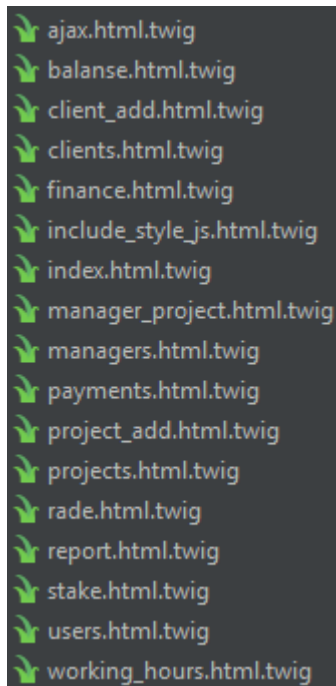 ajax.html.twig
balanse.html.twig
client_add.html.twig
clients.html.twig
finance.html.twig
include_style_js.html.twig
index.html.twig
manager_project.html.twig
managers.html.twig
payments.html.twig
project_add.html.twig
projects.html.twig
rade.html.twig
report.html.twig
stake.html.twig
users.html.twig
working_hours.html.twig